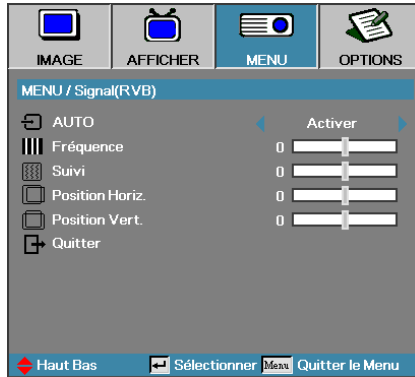 IMAGE AFFICHER MENU OPTIONS
MENU / Signal(RVB)
AUTO Activer
Fréquence 0
Suivi 0
Position Horiz. 0
Position Vert. 0
Quitter
Haut Bas Sélectionner Menu Quitter le Menu